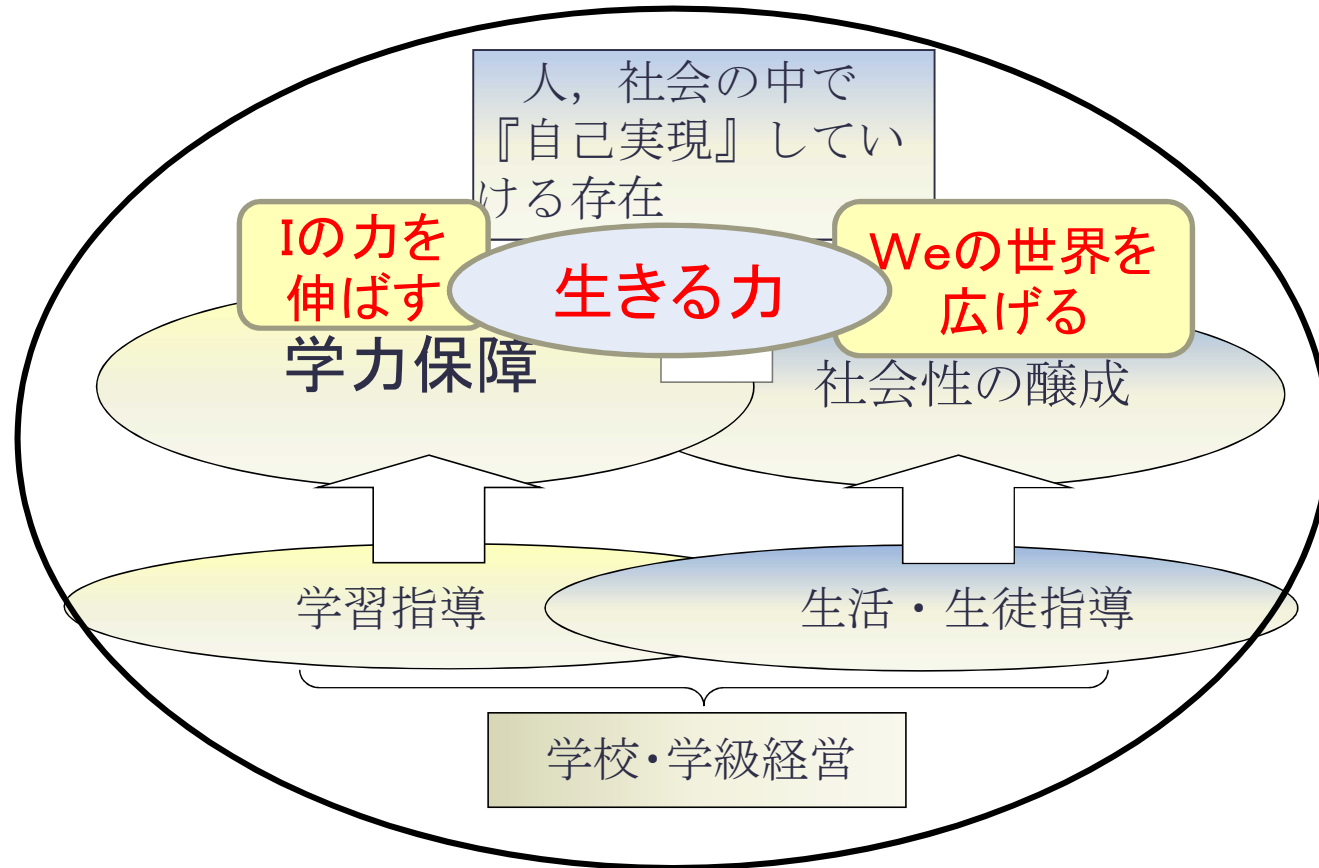 人，社会の中で
『自己実現』してい
ける存在
Iの力を
伸ばす
生きる力
Weの世界を
広げる
学力保障
社会性の醸成
学習指導
生活・生徒指導
学校・学級経営